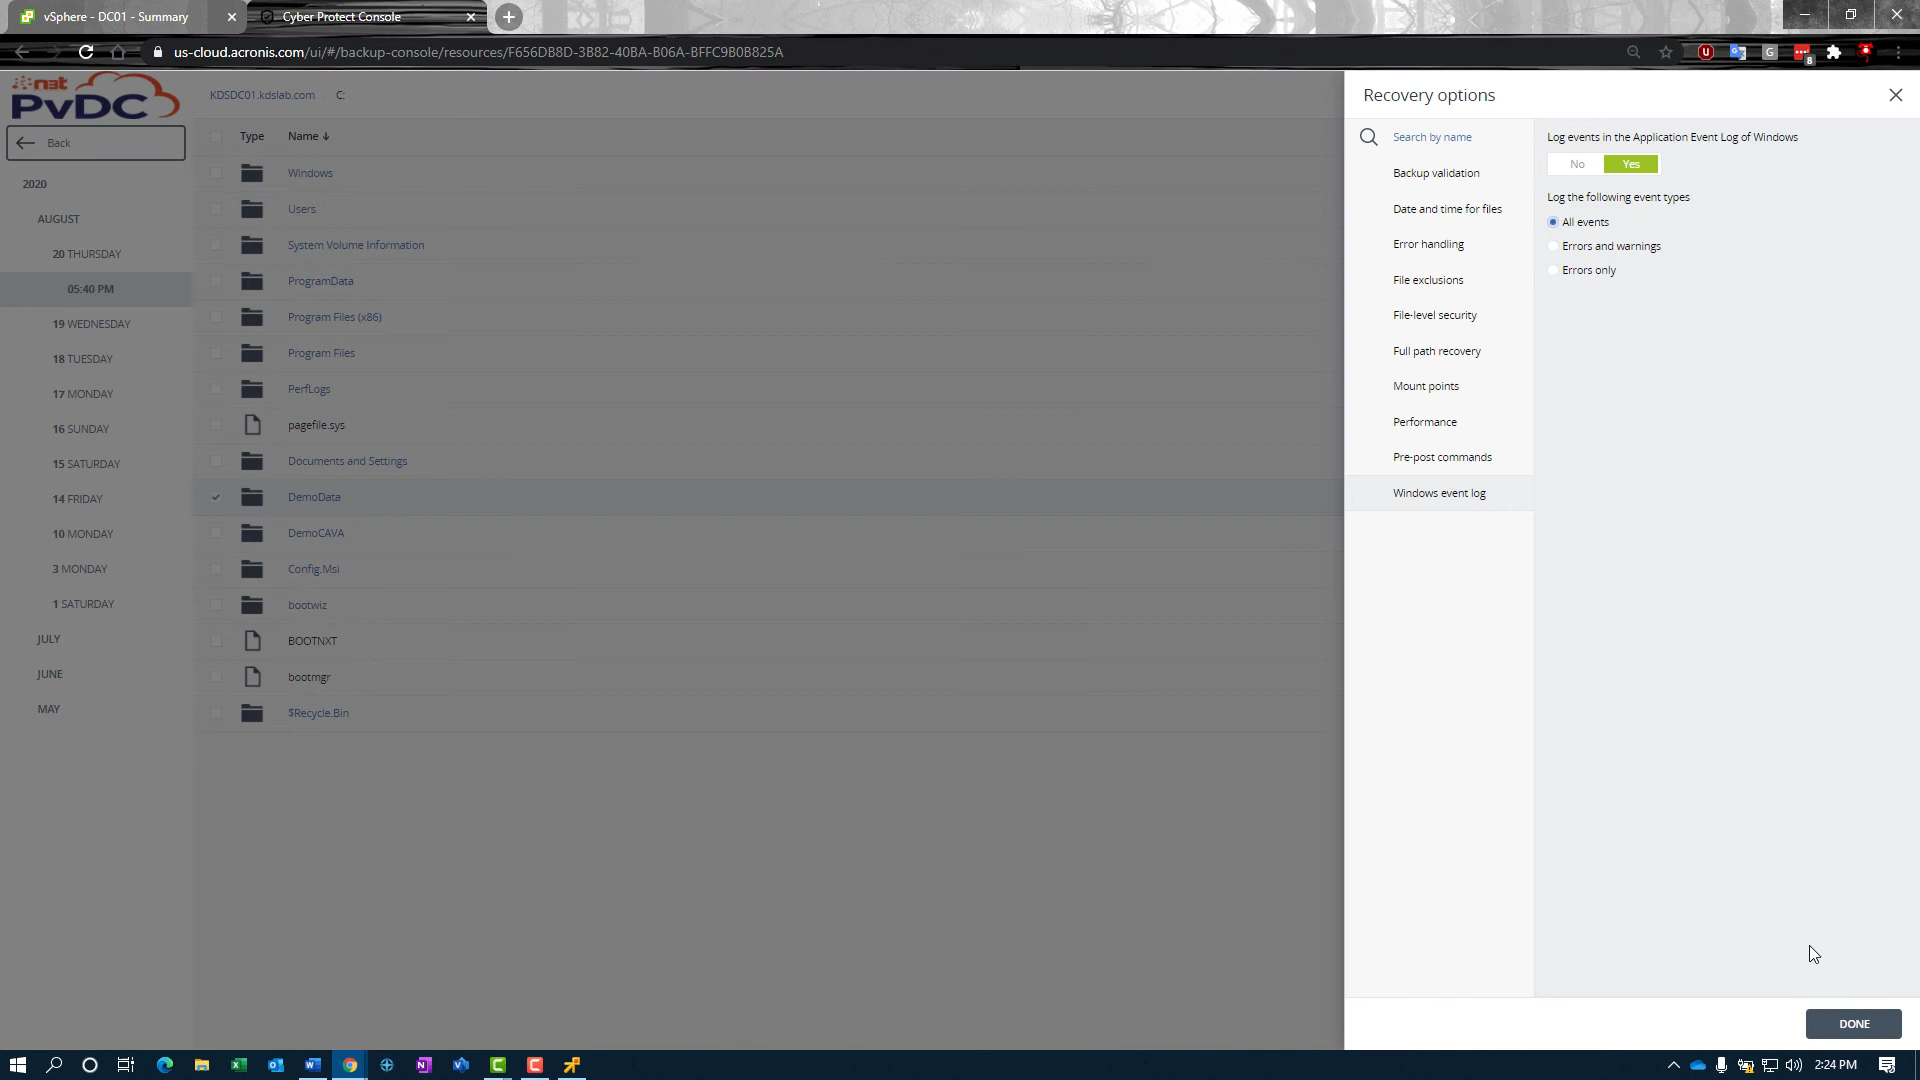 vSphere - DC01 - Summary
Cyber Protect Console
us-cloud.acronis.com/ui/#/backup-console/resources/F656DB8D-3B82-40BA-B06A-BFFC9B0B825A
U
G
8
n3t
PvDC
Back
2020
AUGUST
20 THURSDAY
05:40 PM
19 WEDNESDAY
18 TUESDAY
17 MONDAY
16 SUNDAY
15 SATURDAY
14 FRIDAY
10 MONDAY
3 MONDAY
1 SATURDAY
JULY
JUNE
MAY
KDSDC01.kdslab.com C:
Type Name
Windows
Users
System Volume Information
ProgramData
Program Files (x86)
Program Files
PerfLogs
pagefile.sys
Documents and Settings
DemoData
DemoCAVA
Config.Msi
bootwiz
BOOTNXT
bootmgr
$Recycle.Bin
Recovery options
Search by name
Backup validation
Date and time for files
Error handling
File exclusions
File-level security
Full path recovery
Mount points
Performance
Pre-post commands
Windows event log
Log events in the Application Event Log of Windows
No Yes
Log the following event types
All events
Errors and warnings
Errors only
DONE
2:24 PM